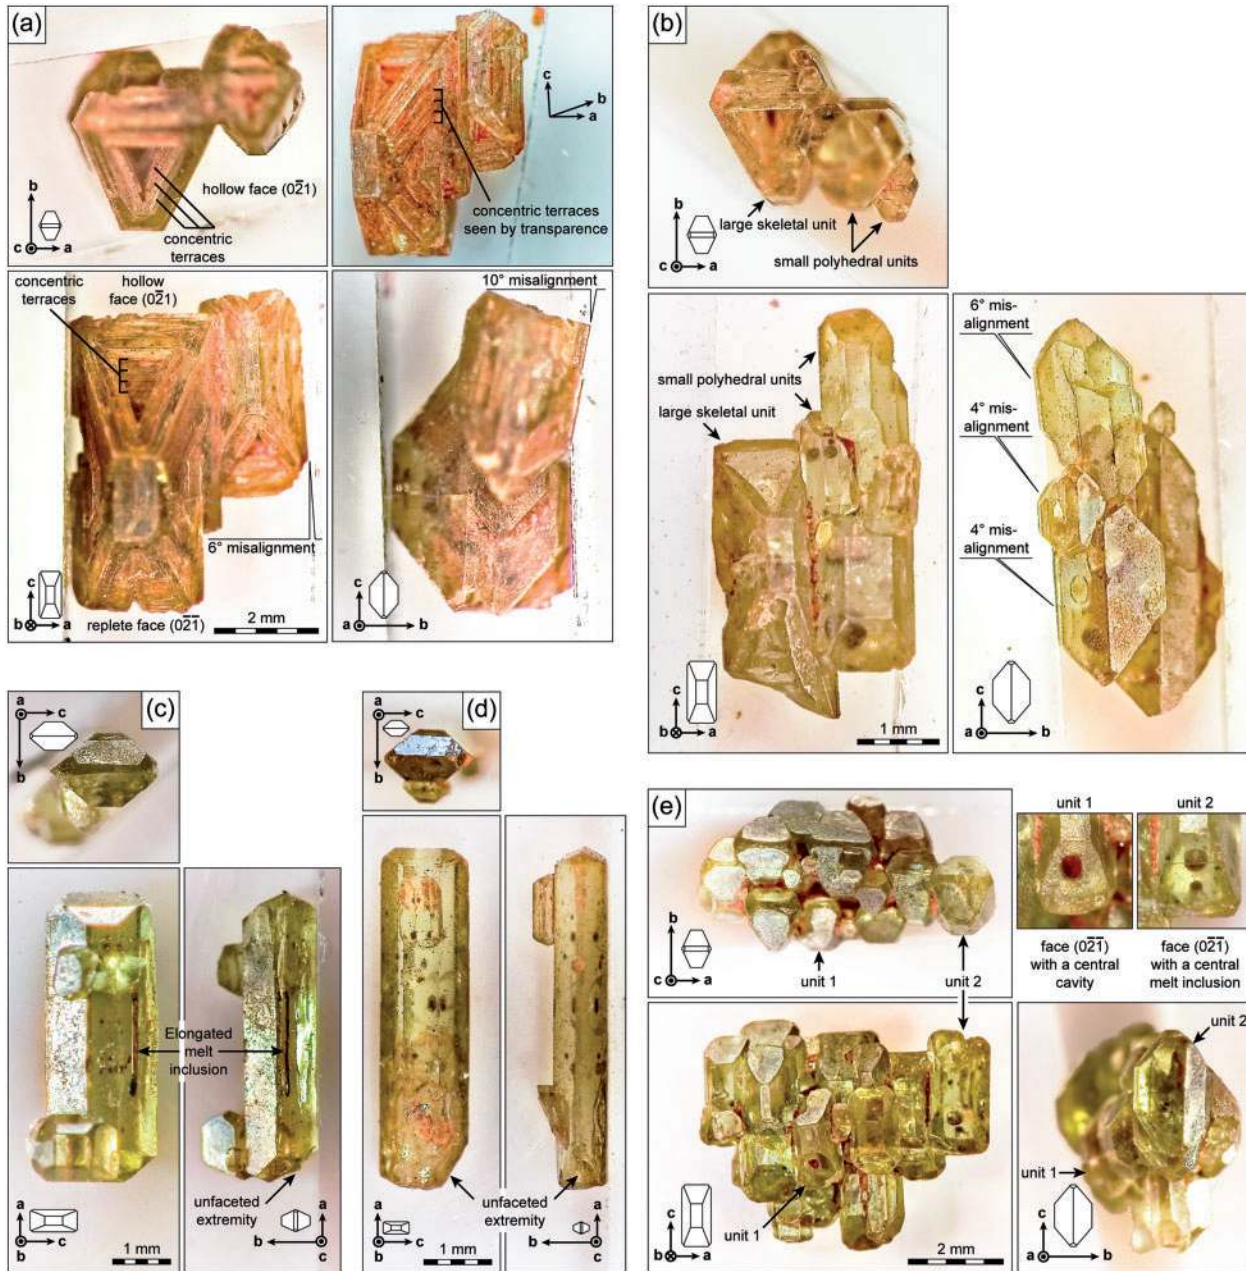 (a)
b
c
a
hollow face (02̅1)
concentric
terraces
c
b
a
concentric terraces
seen by transparence
concentric
terraces
hollow
face (02̅1)
6° misalignment
c
b
a
replete face (02̅1̅)
2 mm
10° misalignment
c
a
b
(b)
b
c
a
large skeletal unit
small polyhedral units
small polyhedral units
large skeletal unit
c
b
a
1 mm
6° mis-
alignment
4° mis-
alignment
4° mis-
alignment
c
a
b
(c)
a
c
b
Elongated
melt
inclusion
a
b
c
1 mm
unfaceted
extremity
a
b
c
(d)
a
c
b
unfaceted
extremity
a
b
c
1 mm
a
b
c
(e)
b
c
a
unit 1
unit 2
unit 1
unit 2
face (02̅1̅)
with a central
cavity
face (02̅1̅)
with a central
melt inclusion
unit 1
c
b
a
2 mm
unit 2
unit 1
c
a
b